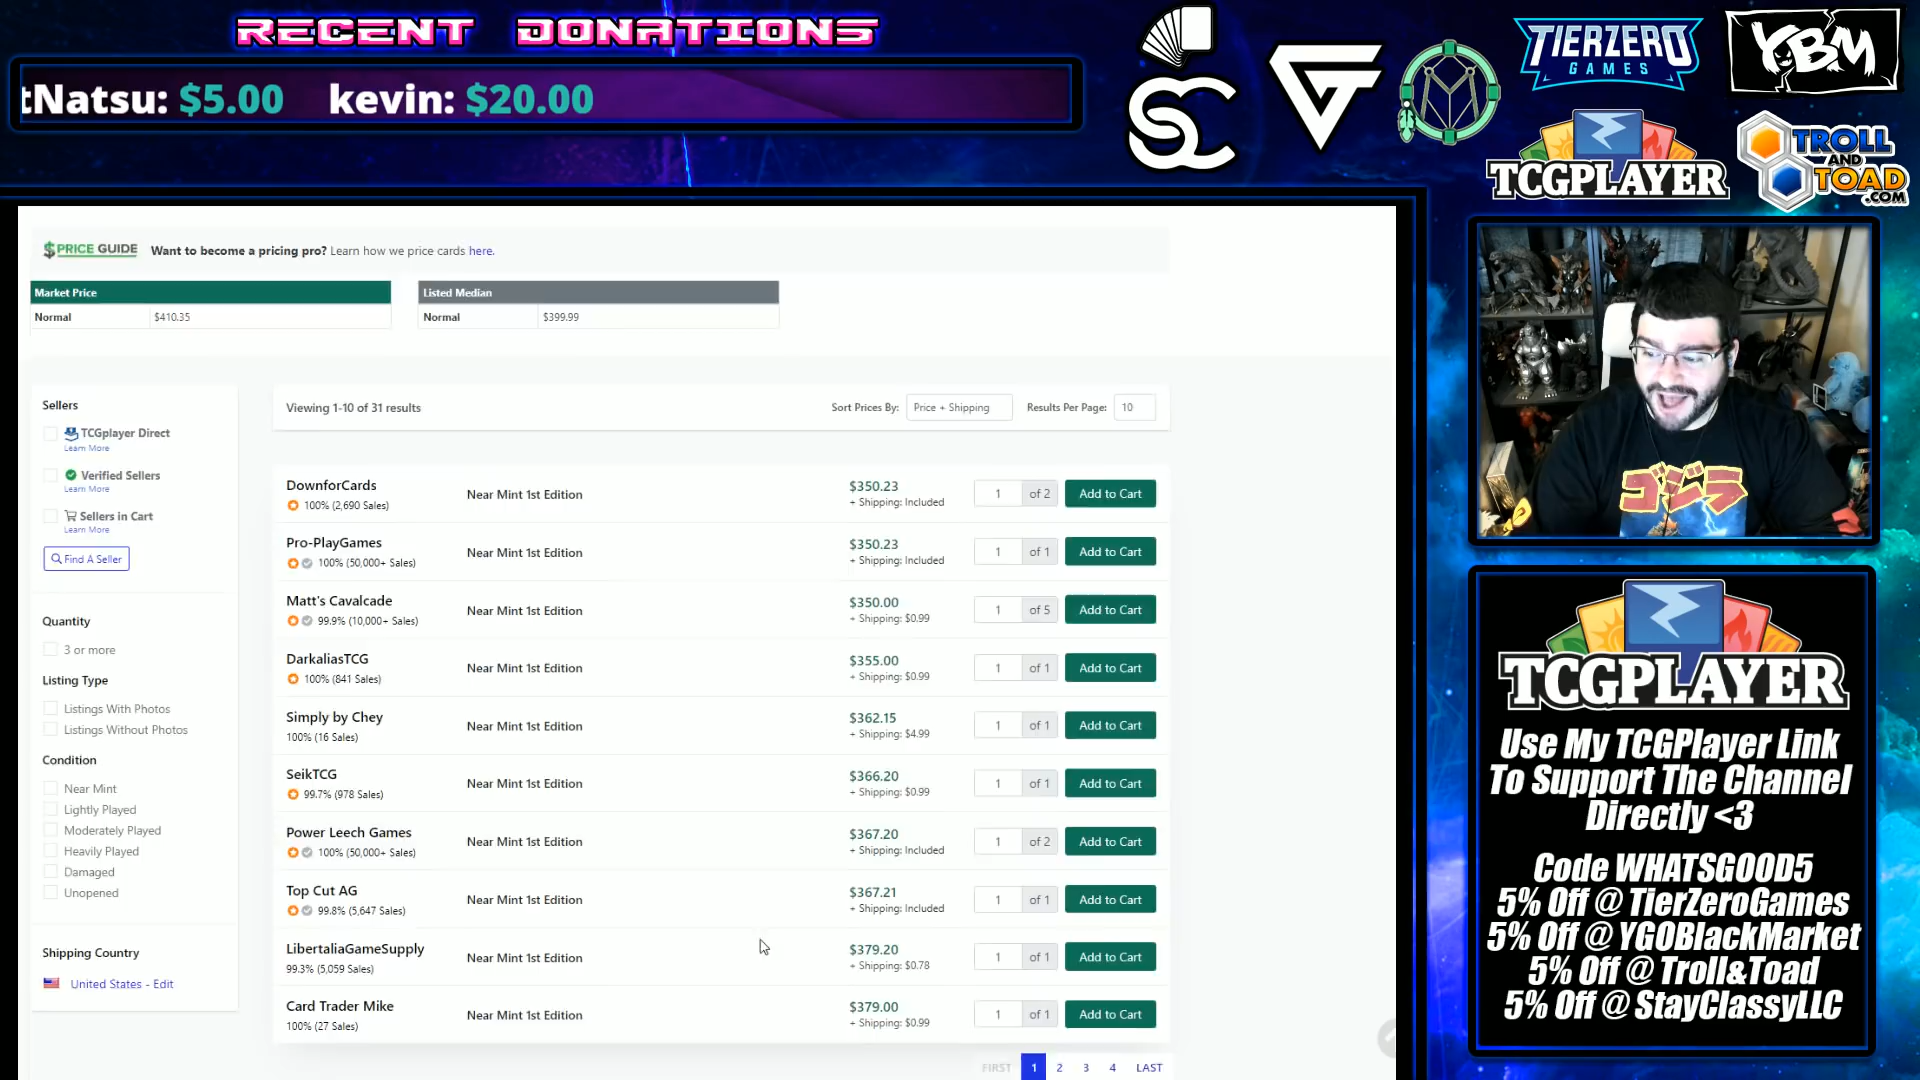 RECENT DONATIONS
tNatsu: $5.00 kevin: $20.00
SC
TIERZERO
GAMES
YBM
TCGPLAYER
TROLL
AND
TOAD
.COM
$PRICE GUIDE Want to become a pricing pro? Learn how we price cards here.
Market Price
Normal $410.35
Listed Median
Normal $399.99
Sellers
TCGplayer Direct
Learn More
Verified Sellers
Learn More
Sellers in Cart
Learn More
Find A Seller
Quantity
3 or more
Listing Type
Listings With Photos
Listings Without Photos
Condition
Near Mint
Lightly Played
Moderately Played
Heavily Played
Damaged
Unopened
Shipping Country
United States - Edit
Viewing 1-10 of 31 results Sort Prices By: Price + Shipping Results Per Page: 10
DownforCards
100% (2,690 Sales)
Near Mint 1st Edition
$350.23
+ Shipping: Included
1 of 2 Add to Cart
Pro-PlayGames
100% (50,000+ Sales)
Near Mint 1st Edition
$350.23
+ Shipping: Included
1 of 1 Add to Cart
Matt's Cavalcade
99.9% (10,000+ Sales)
Near Mint 1st Edition
$350.00
+ Shipping: $0.99
1 of 5 Add to Cart
DarkaliasTCG
100% (841 Sales)
Near Mint 1st Edition
$355.00
+ Shipping: $0.99
1 of 1 Add to Cart
Simply by Chey
100% (16 Sales)
Near Mint 1st Edition
$362.15
+ Shipping: $4.99
1 of 1 Add to Cart
SeikTCG
99.7% (978 Sales)
Near Mint 1st Edition
$366.20
+ Shipping: $0.99
1 of 1 Add to Cart
Power Leech Games
100% (50,000+ Sales)
Near Mint 1st Edition
$367.20
+ Shipping: Included
1 of 2 Add to Cart
Top Cut AG
99.8% (5,647 Sales)
Near Mint 1st Edition
$367.21
+ Shipping: Included
1 of 1 Add to Cart
LibertaliaGameSupply
99.3% (5,059 Sales)
Near Mint 1st Edition
$379.20
+ Shipping: $0.78
1 of 1 Add to Cart
Card Trader Mike
100% (27 Sales)
Near Mint 1st Edition
$379.00
+ Shipping: $0.99
1 of 1 Add to Cart
FIRST 1 2 3 4 LAST
ゴジラ
TCGPLAYER
Use My TCGPlayer Link
To Support The Channel
Directly <3
Code WHATSGOOD5
5% Off @ TierZeroGames
5% Off @ YGOBlackMarket
5% Off @ Troll&Toad
5% Off @ StayClassyLLC